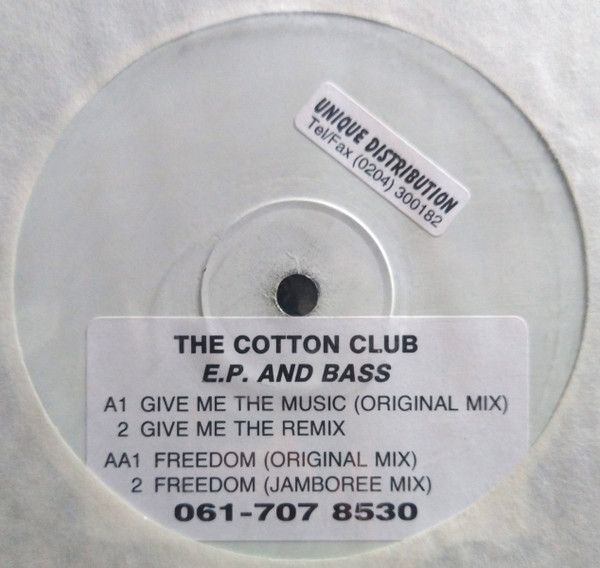 UNIQUE DISTRIBUTION
Tel/Fax (0204) 300182
THE COTTON CLUB
E.P. AND BASS
A1 GIVE ME THE MUSIC (ORIGINAL MIX)
2 GIVE ME THE REMIX
AA1 FREEDOM (ORIGINAL MIX)
2 FREEDOM (JAMBOREE MIX)
061-707 8530